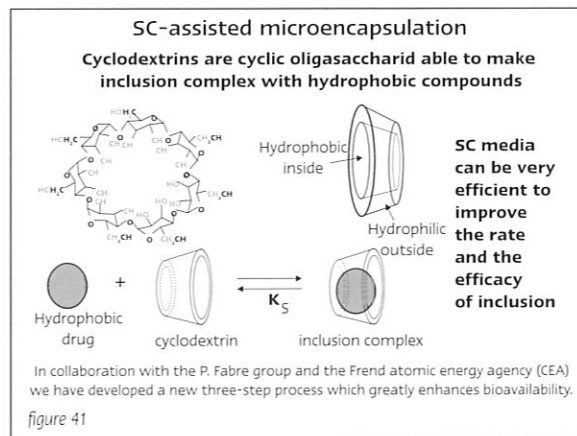 SC-assisted microencapsulation
Cyclodextrins are cyclic oligosaccharid able to make
inclusion complex with hydrophobic compounds
Hydrophobic
inside
Hydrophilic
outside
SC media
can be very
efficient to
improve
the rate
and the
efficacy
of inclusion
+
K_S
Hydrophobic
drug
cyclodextrin
inclusion complex
In collaboration with the P. Fabre group and the Frend atomic energy agency (CEA)
we have developed a new three-step process which greatly enhances bioavailability.
figure 41